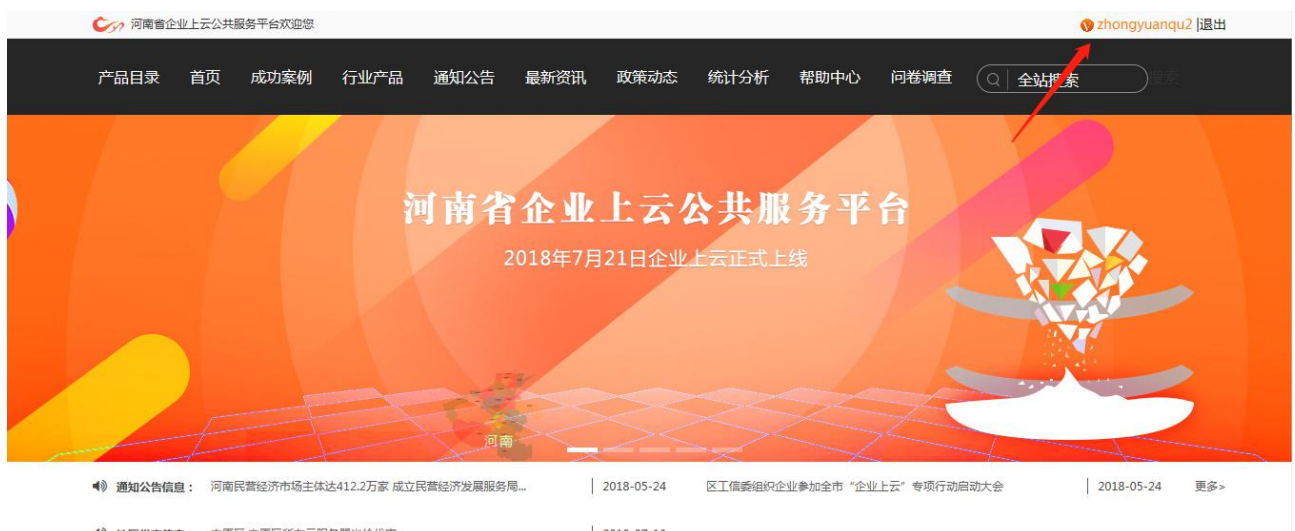 河南省企业上云公共服务平台欢迎您 zhongyuanqu2 |退出
产品目录 首页 成功案例 行业产品 通知公告 最新资讯 政策动态 统计分析 帮助中心 问卷调查 全站搜索 搜索
河南省企业上云公共服务平台
2018年7月21日企业上云正式上线
河南
通知公告信息： 河南民营经济市场主体达412.2万家 成立民营经济发展服务局... 2018-05-24 区工信委组织企业参加全市“企业上云”专项行动启动大会 2018-05-24 更多>